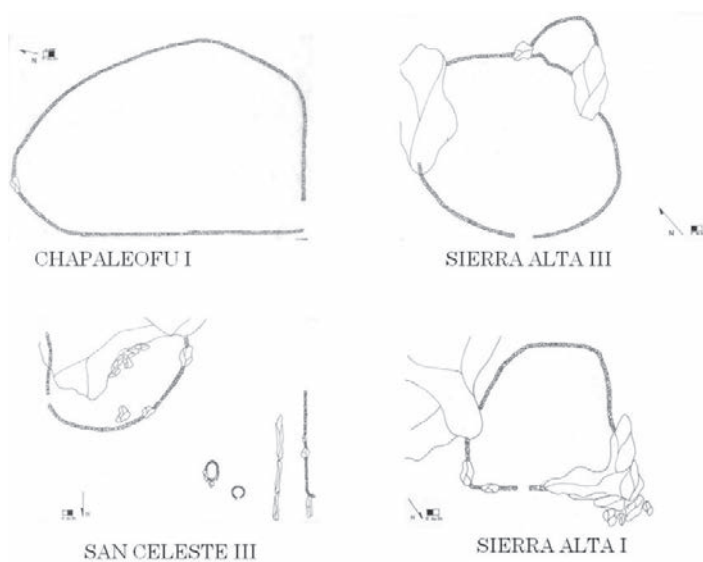 N
CHAPALEOFU I
N
SIERRA ALTA III
N
SAN CELESTE III
N
SIERRA ALTA I